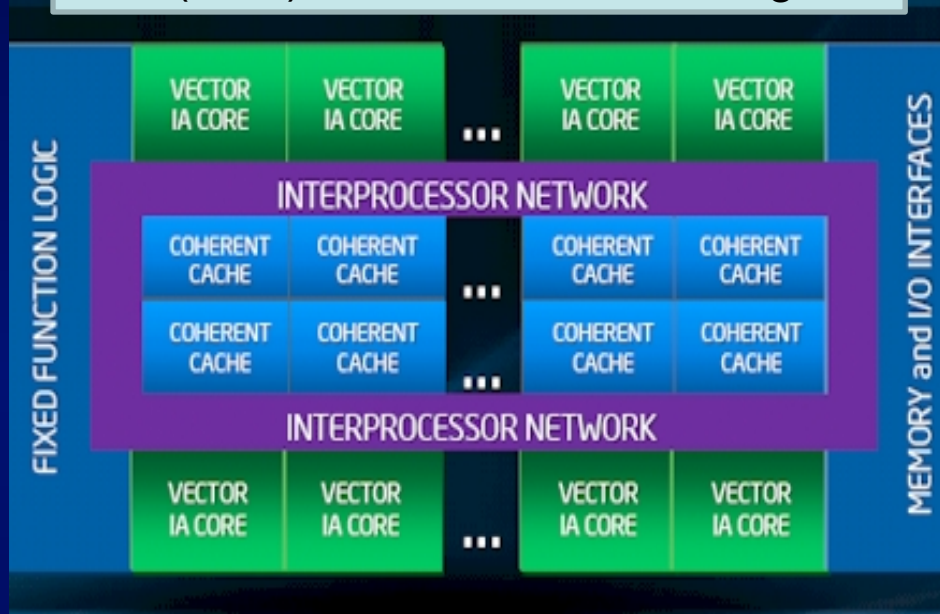 VECTOR VECTOR VECTOR VECTOR
IA CORE IA CORE ... IA CORE IA CORE
FIXED FUNCTION LOGIC
INTERPROCESSOR NETWORK
COHERENT COHERENT COHERENT COHERENT
CACHE CACHE ... CACHE CACHE
COHERENT COHERENT COHERENT COHERENT
CACHE CACHE ... CACHE CACHE
INTERPROCESSOR NETWORK
MEMORY and I/O INTERFACES
VECTOR VECTOR VECTOR VECTOR
IA CORE IA CORE ... IA CORE IA CORE